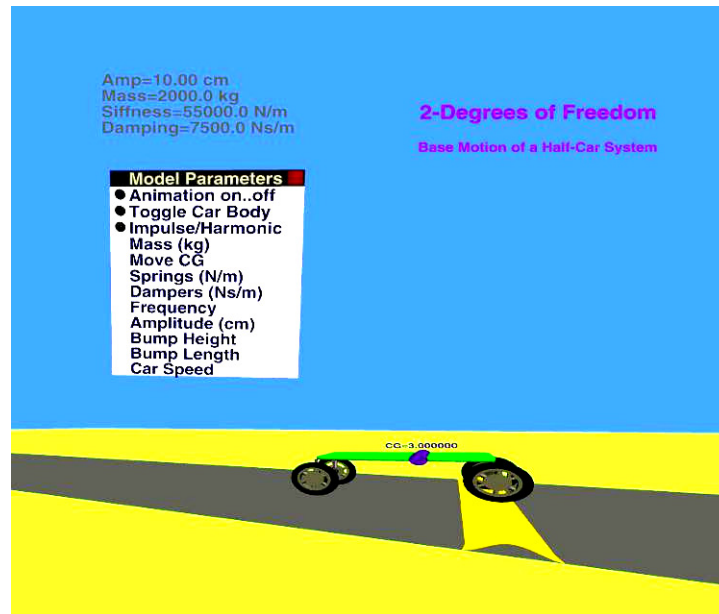 Amp=10.00 cm
Mass=2000.0 kg
Siffness=55000.0 N/m
Damping=7500.0 Ns/m
2-Degrees of Freedom
Base Motion of a Half-Car System
Model Parameters
Animation on..off
Toggle Car Body
Impulse/Harmonic
Mass (kg)
Move CG
Springs (N/m)
Dampers (Ns/m)
Frequency
Amplitude (cm)
Bump Height
Bump Length
Car Speed
CG=3.000000